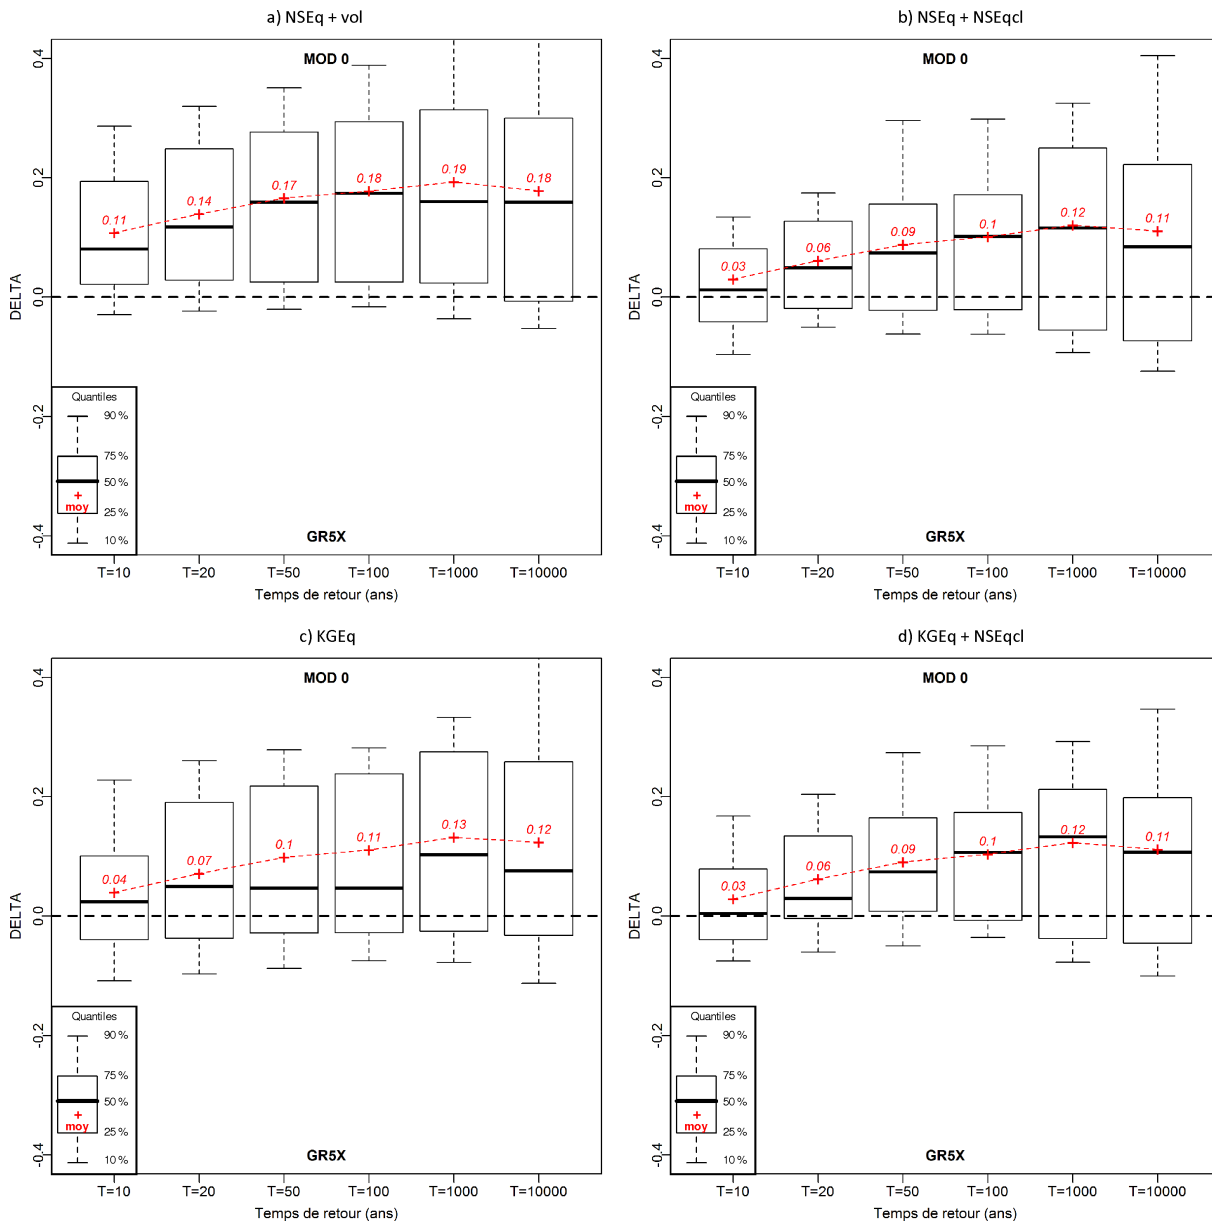 a) NSEq + vol
MOD 0
0.4
0.2
0.0
-0.2
-0.4
DELTA
0.11
0.14
0.17
0.18
0.19
0.18
Quantiles
90 %
75 %
50 %
moy
25 %
10 %
GR5X
T=10 T=20 T=50 T=100 T=1000 T=10000
Temps de retour (ans)
b) NSEq + NSEqcl
MOD 0
0.4
0.2
0.0
-0.2
-0.4
DELTA
0.03
0.06
0.09
0.1
0.12
0.11
Quantiles
90 %
75 %
50 %
moy
25 %
10 %
GR5X
T=10 T=20 T=50 T=100 T=1000 T=10000
Temps de retour (ans)
c) KGEq
MOD 0
0.4
0.2
0.0
-0.2
-0.4
DELTA
0.04
0.07
0.1
0.11
0.13
0.12
Quantiles
90 %
75 %
50 %
moy
25 %
10 %
GR5X
T=10 T=20 T=50 T=100 T=1000 T=10000
Temps de retour (ans)
d) KGEq + NSEqcl
MOD 0
0.4
0.2
0.0
-0.2
-0.4
DELTA
0.03
0.06
0.09
0.1
0.12
0.11
Quantiles
90 %
75 %
50 %
moy
25 %
10 %
GR5X
T=10 T=20 T=50 T=100 T=1000 T=10000
Temps de retour (ans)